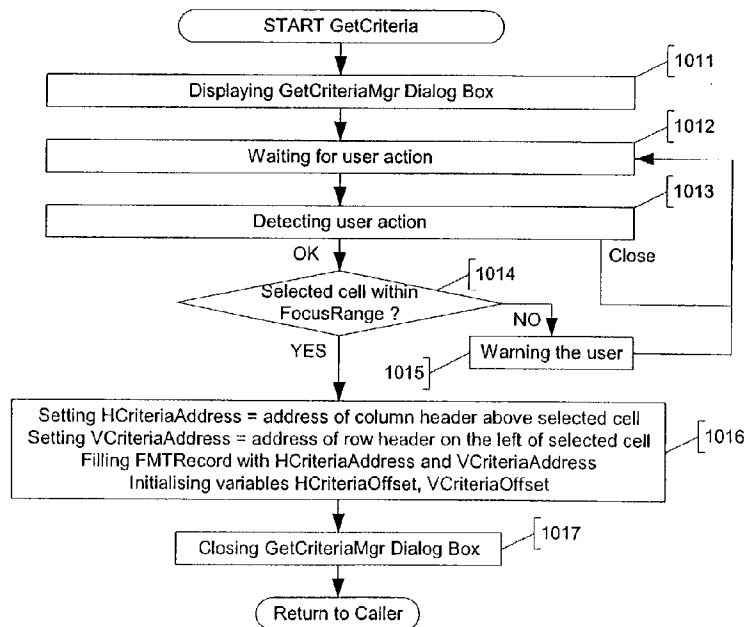 START GetCriteria
1011
Displaying GetCriteriaMgr Dialog Box
1012
Waiting for user action
1013
Detecting user action
OK
Close
1014
Selected cell within
FocusRange ?
NO
YES
Warning the user
1015
Setting HCriteriaAddress = address of column header above selected cell
Setting VCriteriaAddress = address of row header on the left of selected cell
Filling FMTRecord with HCriteriaAddress and VCriteriaAddress
Initialising variables HCriteriaOffset, VCriteriaOffset
1016
1017
Closing GetCriteriaMgr Dialog Box
Return to Caller